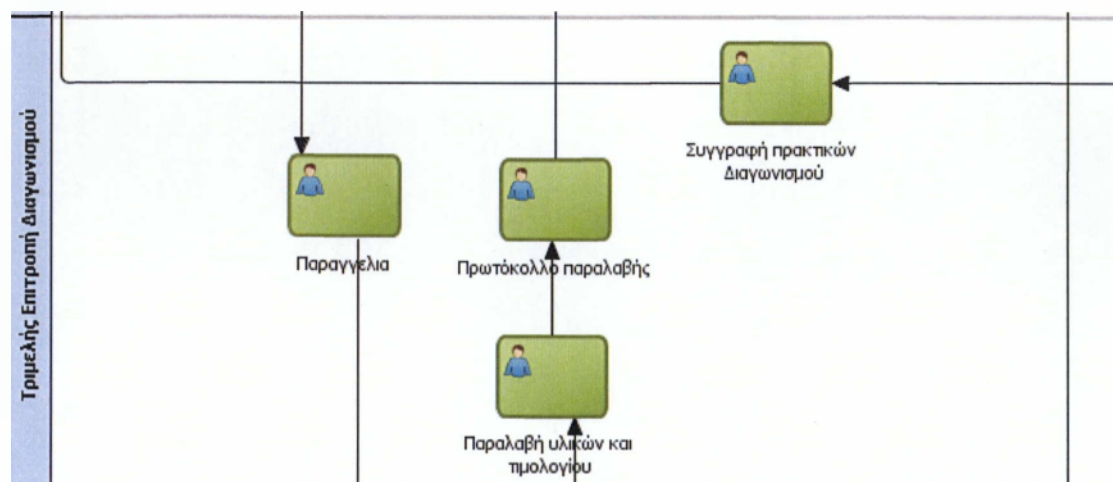 Τριμελής Επιτροπή Διαγωνισμού
Συγγραφή πρακτικών
Διαγωνισμού
Παραγγελια
Πρωτόκολλο παραλαβής
Παραλαβή υλικών και
τιμολογίου